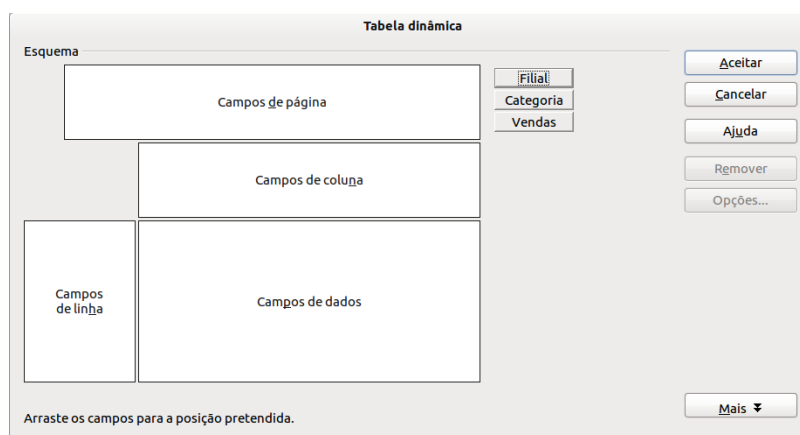 Tabela dinâmica
Esquema
Campos de página
Campos de coluna
Campos
de linha
Campos de dados
Filial
Categoria
Vendas
Aceitar
Cancelar
Ajuda
Remover
Opções...
Mais
Arraste os campos para a posição pretendida.